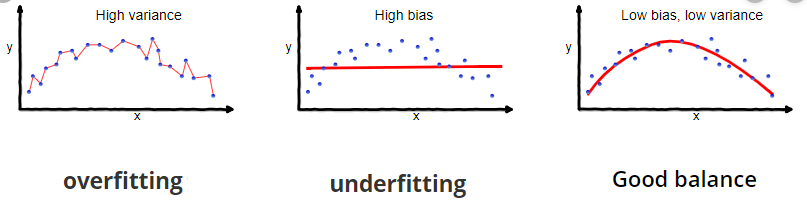 High variance
y
x
overfitting
High bias
y
x
underfitting
Low bias, low variance
y
x
Good balance